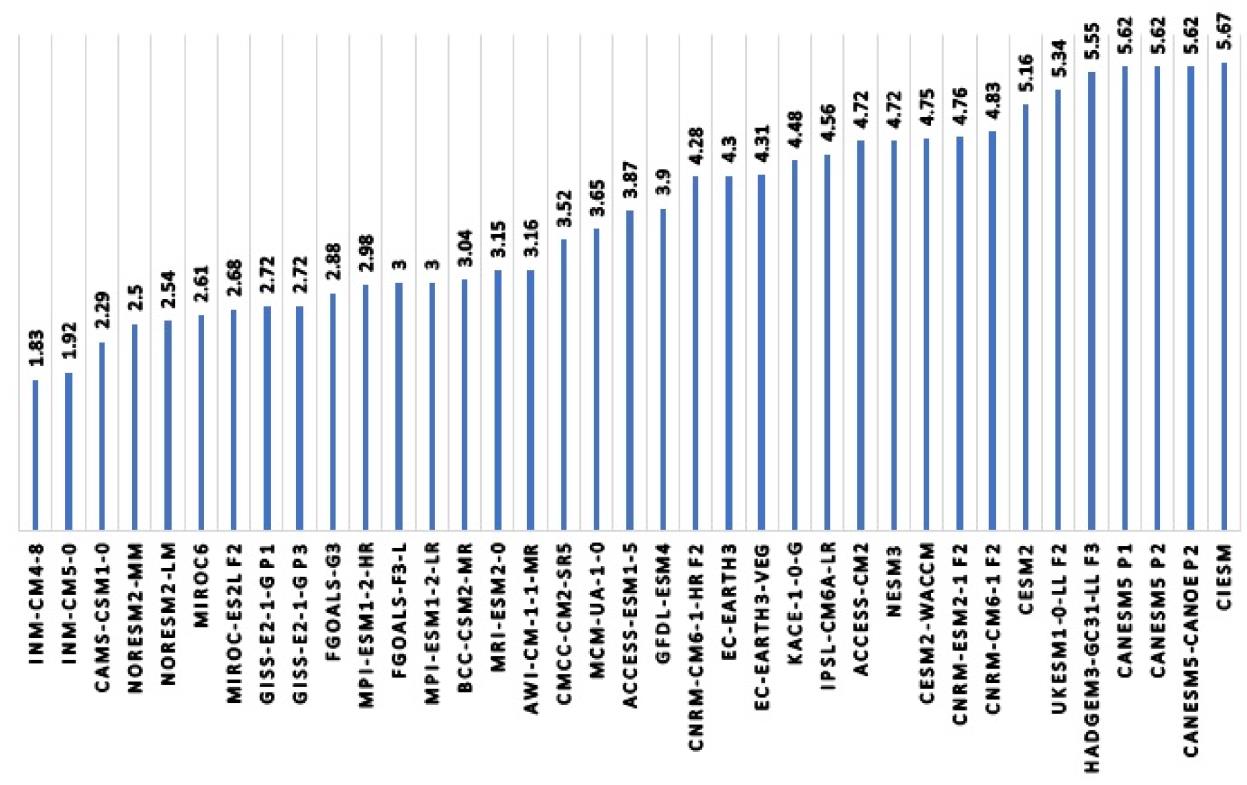 1.83
1.92
2.29
2.5
2.54
2.61
2.68
2.72
2.72
2.88
2.98
3
3
3.04
3.15
3.16
3.52
3.65
3.87
3.9
4.28
4.3
4.31
4.48
4.56
4.72
4.72
4.75
4.76
4.83
5.16
5.34
5.55
5.62
5.62
5.62
5.67
INM-CM4-8
INM-CM5-0
CAMS-CSM1-0
NORESM2-MM
NORESM2-LM
MIROC6
MIROC-ES2L F2
GISS-E2-1-G P1
GISS-E2-1-G P3
FGOALS-G3
MPI-ESM1-2-HR
FGOALS-F3-L
MPI-ESM1-2-LR
BCC-CSM2-MR
MRI-ESM2-0
AWI-CM-1-1-MR
CMCC-CM2-SR5
MCM-UA-1-0
ACCESS-ESM1-5
GFDL-ESM4
CNRM-CM6-1-HR F2
EC-EARTH3
EC-EARTH3-VEG
KACE-1-0-G
IPSL-CM6A-LR
ACCESS-CM2
NESM3
CESM2-WACCM
CNRM-ESM2-1 F2
CNRM-CM6-1 F2
CESM2
UKESM1-0-LL F2
HADGEM3-GC31-LL F3
CANESM5 P1
CANESM5 P2
CANESM5-CANOE P2
CIESM